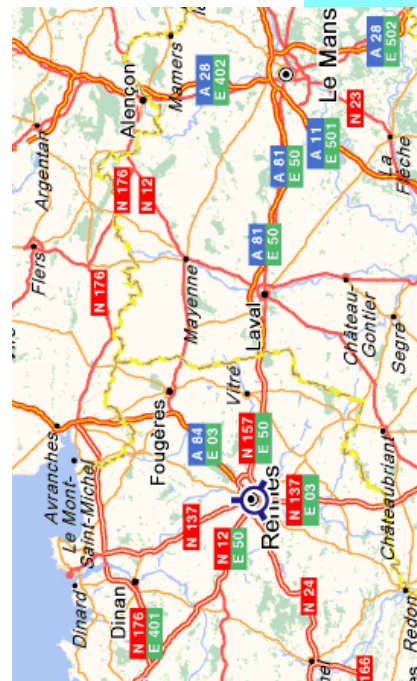 Flers
Argentan
Avranches
Le Mont-
Saint-Michel
Dinard
N 176
N 176
N 12
Alençon
Dinan
N 176
E 401
Mamers
Fougères
Mayenne
N 137
A 84
E 03
A 28
E 402
N 12
E 50
Vitré
Laval
N 157
E 50
A 81
E 50
A 81
E 50
Rennes
Le Mans
N 137
E 03
A 11
E 501
N 24
Château-
Gontier
N 23
A 28
E 502
Châteaubriant
Segré
La
Flèche
Redon